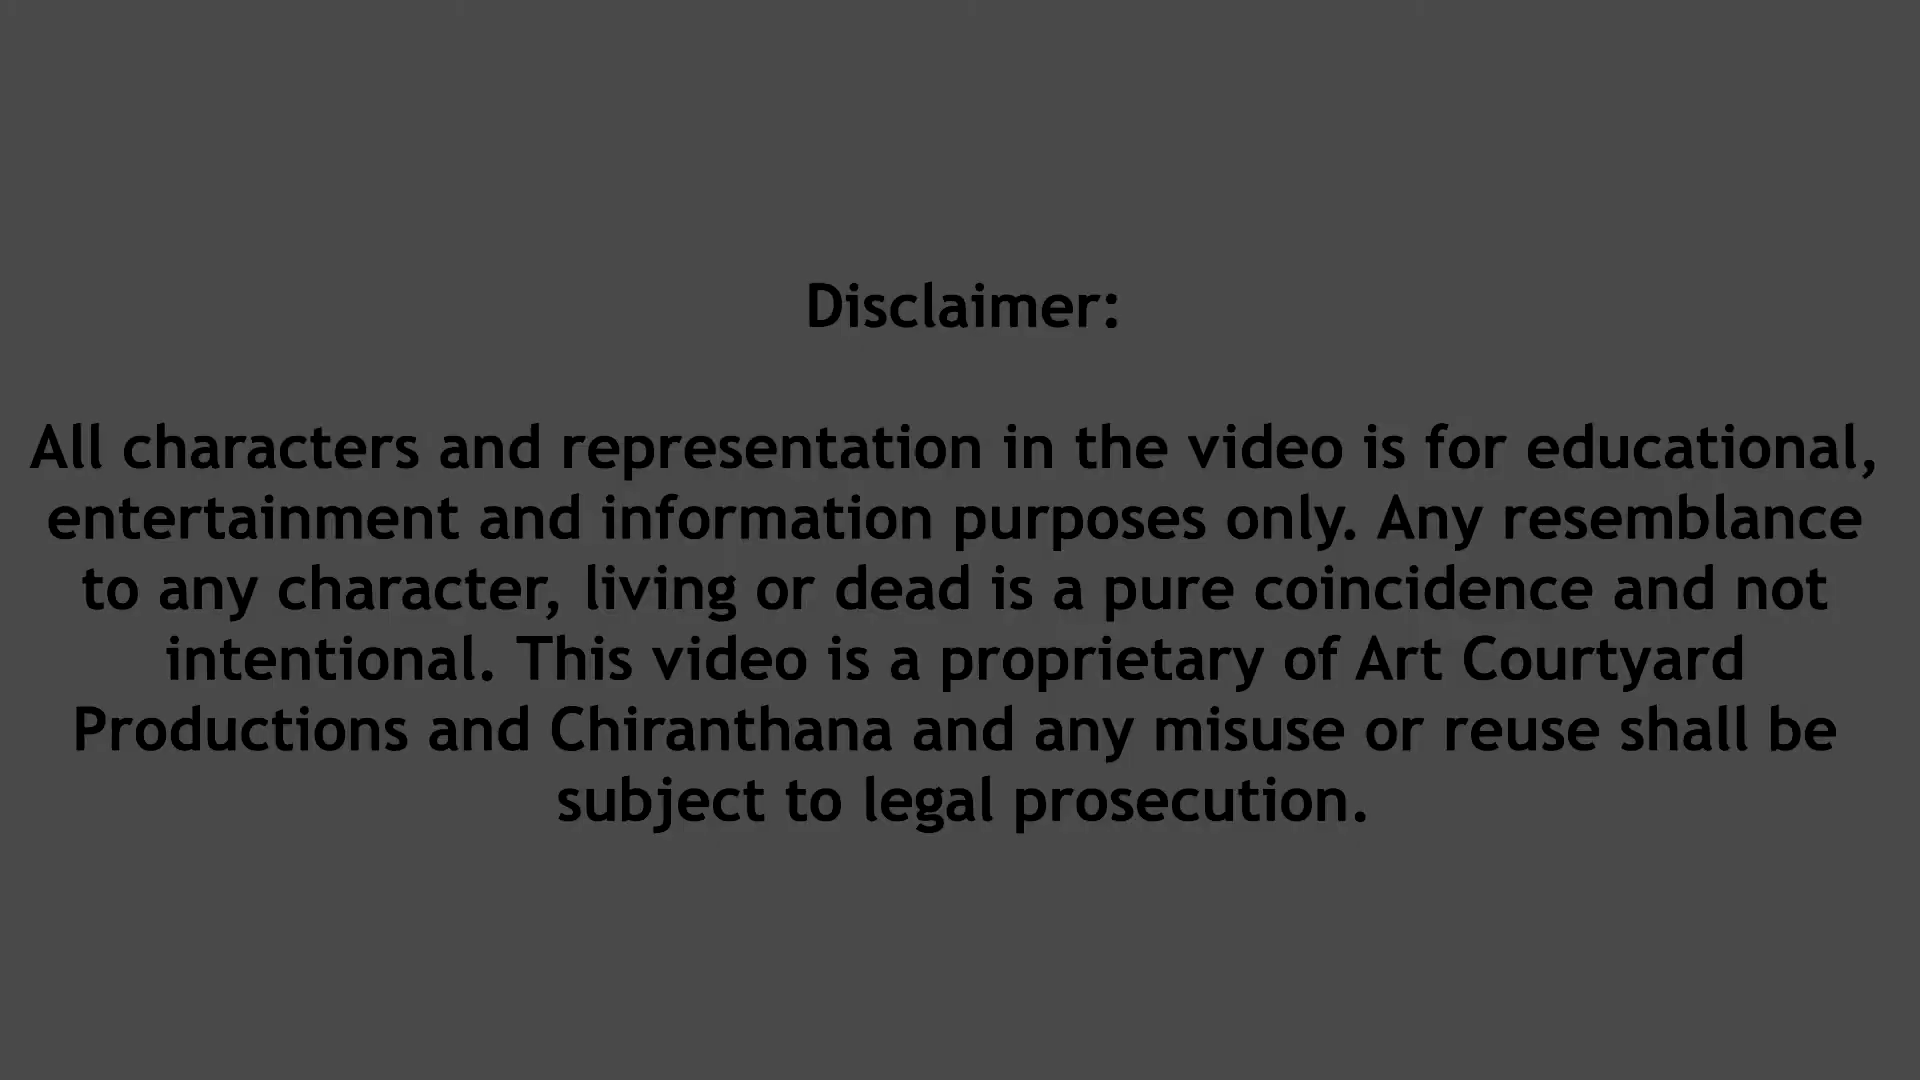 Disclaimer:
All characters and representation in the video is for educational,
entertainment and information purposes only. Any resemblance
to any character, living or dead is a pure coincidence and not
intentional. This video is a proprietary of Art Courtyard
Productions and Chiranthana and any misuse or reuse shall be
subject to legal prosecution.